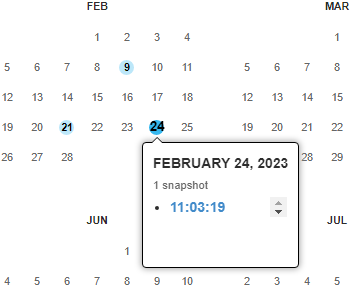 FEB MAR
1 2 3 4 1
5 6 7 8 9 10 11 5 6 7 8
12 13 14 15 16 17 18 12 13 14 15
19 20 21 22 23 24 25 19 20 21 22
26 27 28 28 29
FEBRUARY 24, 2023
1 snapshot
• 11:03:19
JUN JUL
1
4 5 6 7 8 9 10 2 3 4 5